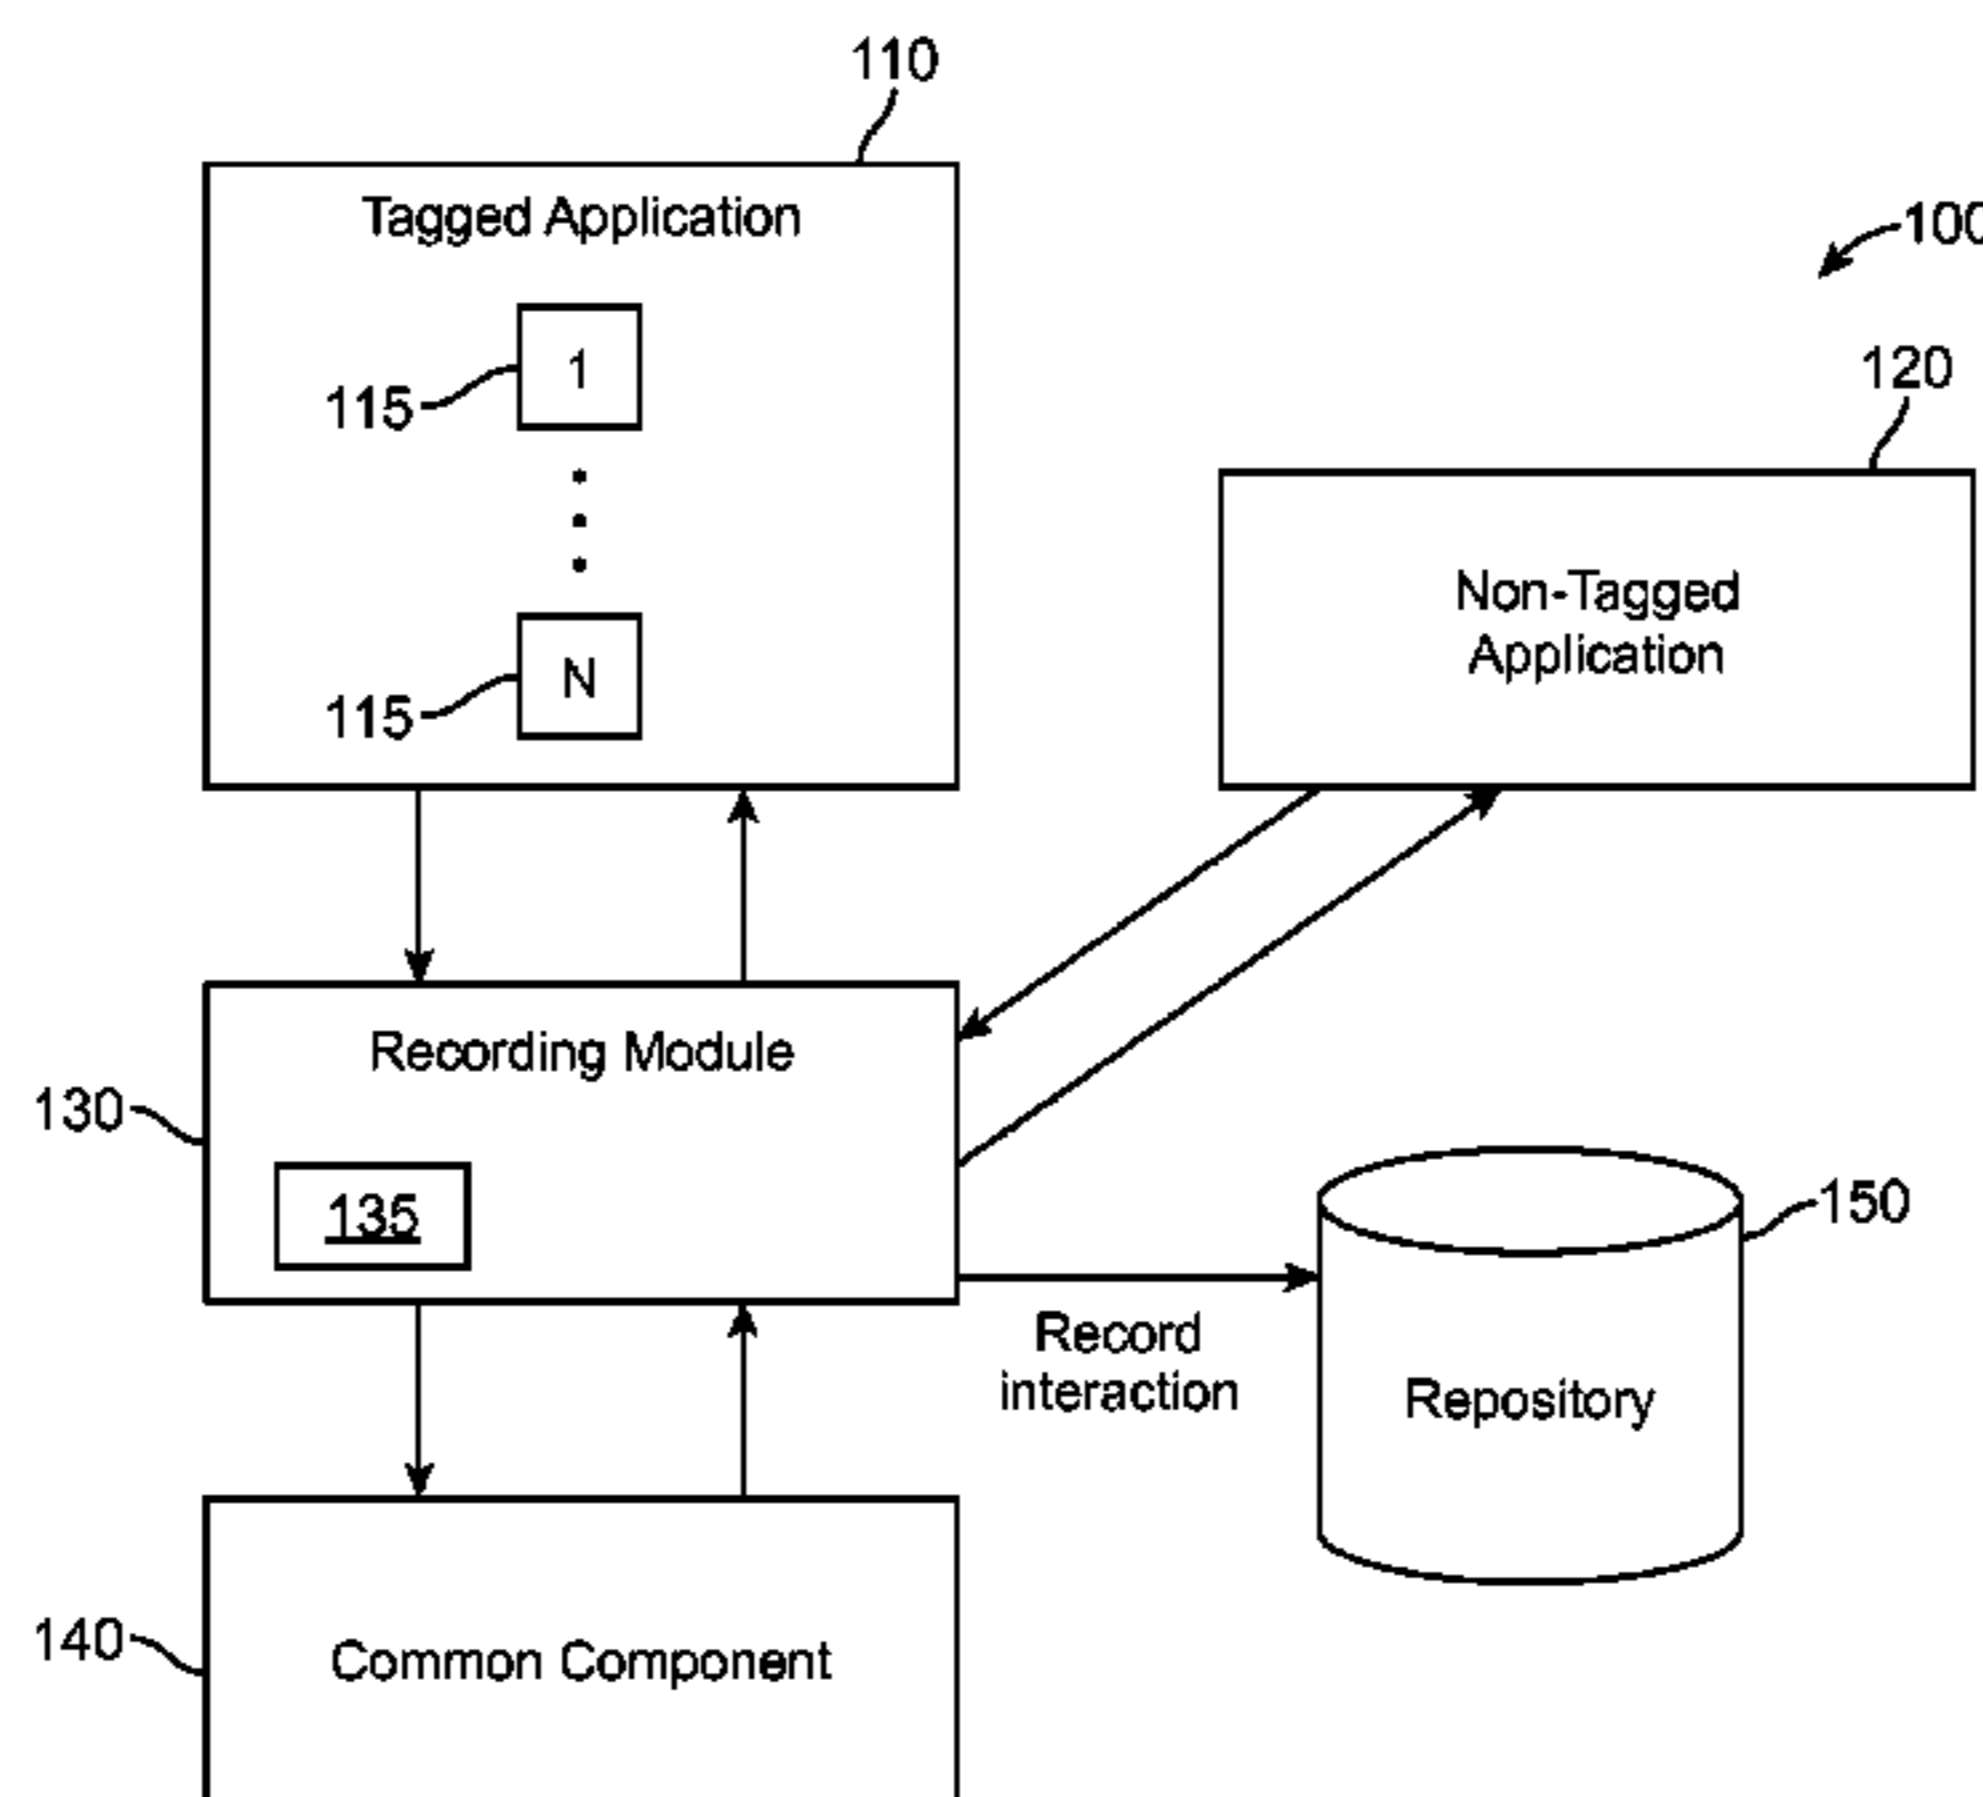 110
Tagged Application
100
1
115
120
Non-Tagged
Application
N
115
Recording Module
130
135
150
Record
interaction
Repository
140
Common Component